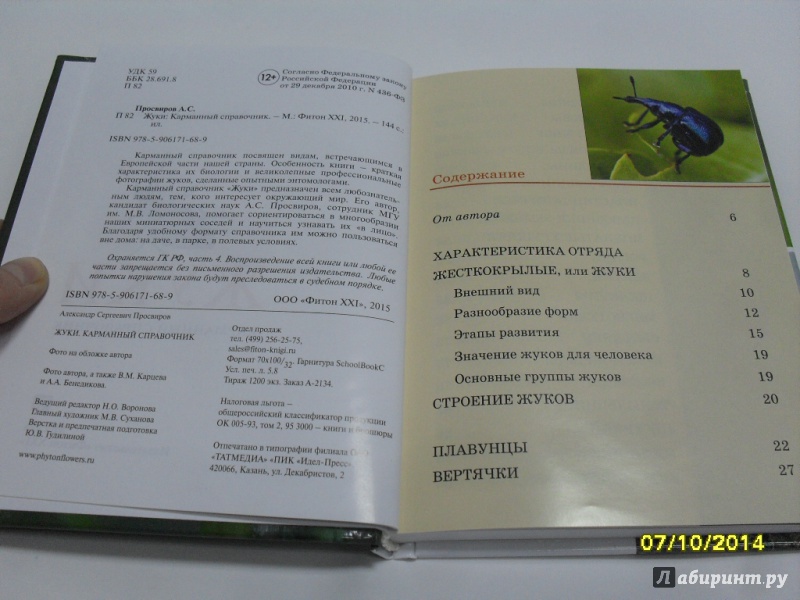 УДК 59
ББК 28.691.8
П 82
12+
Согласно Федеральному закону
Российской Федерации
от 29 декабря 2010 г. N 436-ФЗ
Просвиров А.С.
П 82 Жуки: Карманный справочник. — М.: Фитон XXI, 2015. — 144 с.:
ил.
ISBN 978-5-906171-68-9
Карманный справочник посвящен видам, встречающимся в
Европейской части нашей страны. Особенность книги — краткая
характеристика их биологии и великолепные профессиональные
фотографии жуков, сделанные опытными энтомологами.
Карманный справочник «Жуки» предназначен всем любознатель-
ным людям, тем, кого интересует окружающий мир. Его автор,
кандидат биологических наук А.С. Просвиров, сотрудник МГУ
им. М.В. Ломоносова, помогает сориентироваться в многообразии
наших миниатюрных соседей и научиться узнавать их «в лицо».
Благодаря удобному формату справочника им можно пользоваться
вне дома: на даче, в парке, в полевых условиях.
Охраняется ГК РФ, часть 4. Воспроизведение всей книги или любой ее
части запрещается без письменного разрешения издательства. Любые
попытки нарушения закона будут преследоваться в судебном порядке.
ISBN 978-5-906171-68-9
ООО «Фитон XXI», 2015
Александр Сергеевич Просвиров
ЖУКИ. КАРМАННЫЙ СПРАВОЧНИК
Фото на обложке автора
Фото автора, а также В.М. Карцева
и А.А. Бенедикова.
Ведущий редактор Н.О. Воронова
Главный художник М.В. Суханова
Верстка и предпечатная подготовка
Ю.В. Гудилиной
www.phytonflowers.ru
Отдел продаж
тел. (499) 256-25-75,
sales@fiton-knigi.ru
Формат 70х100/32. Гарнитура SchoolBookC
Усл. печ. л. 5.8
Тираж 1200 экз. Заказ А-2134.
Налоговая льгота –
общероссийский классификатор продукции
ОК 005-93, том 2, 95 3000 – книги и брошюры
Отпечатано в типографии филиала ОАО
«ТАТМЕДИА» «ПИК «Идел-Пресс».
420066, Казань, ул. Декабристов, 2
Содержание
От автора 6
ХАРАКТЕРИСТИКА ОТРЯДА
ЖЕСТКОКРЫЛЫЕ, ИЛИ ЖУКИ 8
Внешний вид 10
Разнообразие форм 12
Этапы развития 15
Значение жуков для человека 19
Основные группы жуков 19
СТРОЕНИЕ ЖУКОВ 20
ПЛАВУНЦЫ 22
ВЕРТЯЧКИ 27
07/10/2014
Лабиринт.ру